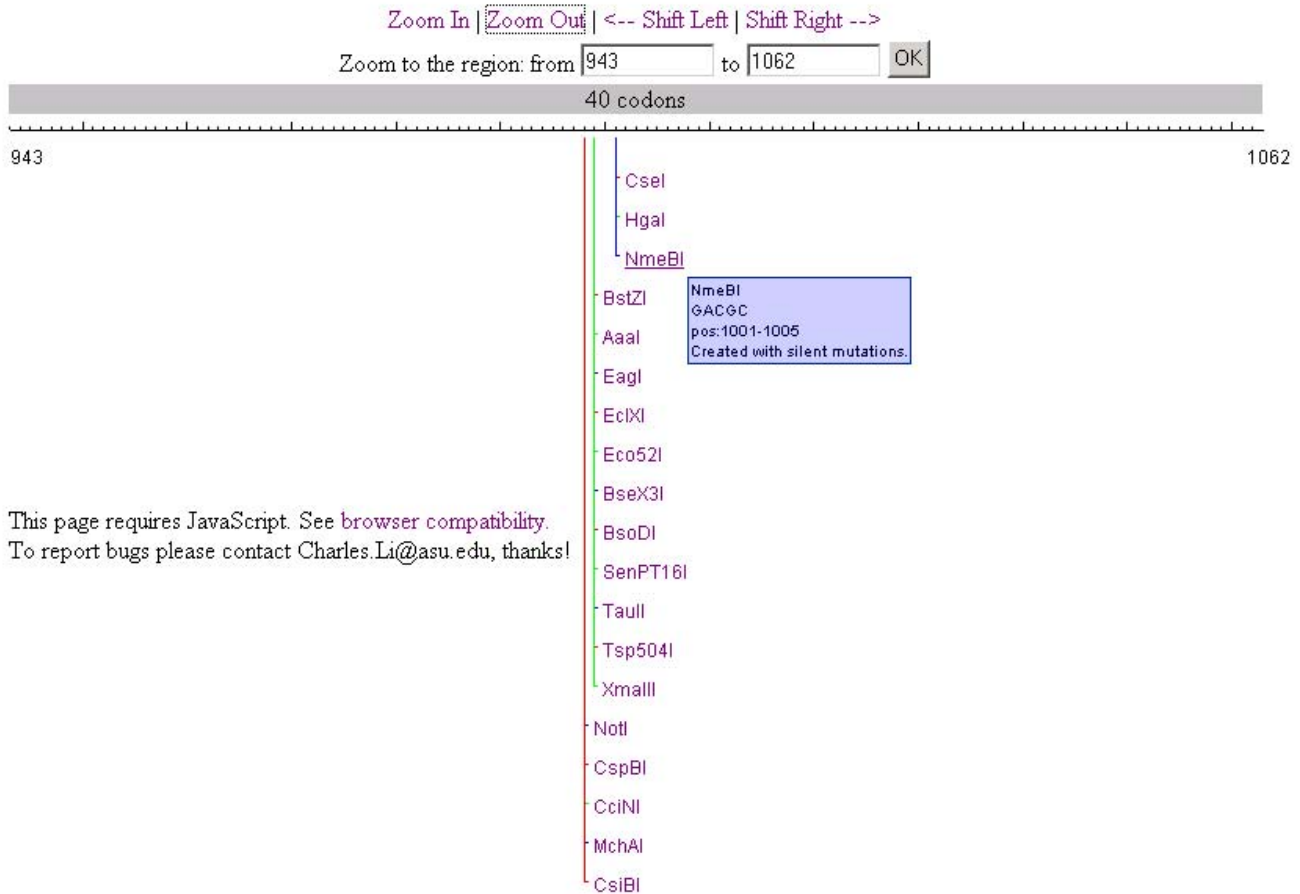 Zoom In | Zoom Out | <-- Shift Left | Shift Right -->
Zoom to the region: from 943 to 1062 OK
40 codons
943 1062
CseI
HgaI
NmeBI
NmeBI
GACGC
pos:1001-1005
Created with silent mutations.
BstZI
AaaI
EagI
EclXI
Eco52I
BseX3I
This page requires JavaScript. See browser compatibility.
To report bugs please contact Charles.Li@asu.edu, thanks!
BsoDI
SenPT16I
TauII
Tsp504I
XmaIII
NotI
CspBI
CciNI
MchAI
CsiBI